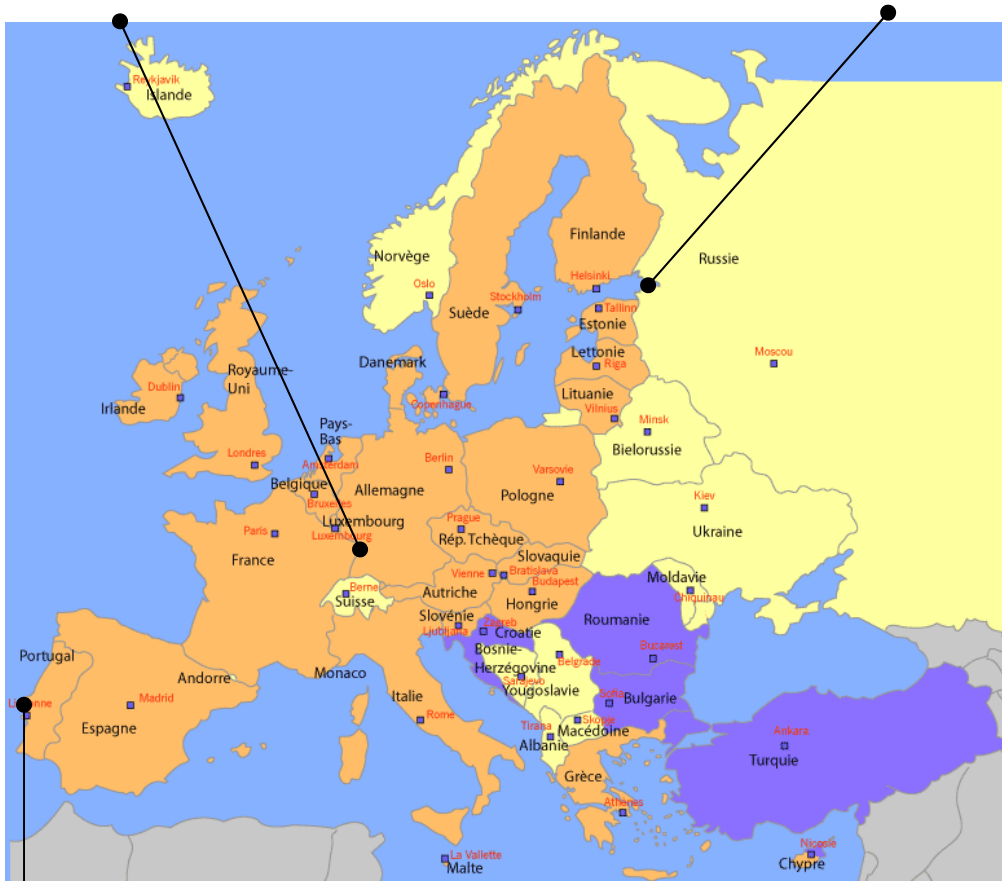 Reykjavik
Islande
Finlande
Norvège
Russie
Helsinki
Oslo
Stockholm
Tallinn
Suède
Estonie
Moscou
Lettonie
Danemark
Riga
Royaume-
Uni
Dublin
Lituanie
Irlande
Copenhague
Vilnius
Minsk
Pays-
Bas
Bielorussie
Londres
Amsterdam
Berlin
Varsovie
Belgique
Allemagne
Pologne
Kiev
Bruxelles
Luxembourg
Prague
Ukraine
Paris
Luxembourg
Rép. Tchèque
France
Slovaquie
Vienne
Bratislava
Moldavie
Berne
Budapest
Autriche
Suisse
Hongrie
Chiquinau
Slovénie
Roumanie
Zagreb
Ljubljana
Croatie
Bosnie-
Bucarest
Portugal
Belgrade
Herzégovine
Monaco
Andorre
Sarajevo
Yougoslavie
Madrid
Italie
Sofia
Bulgarie
Rome
Espagne
Tirana
Skopje
Macédoine
Ankara
Albanie
Turquie
Grèce
Athènes
Nicosie
La Vallette
Malte
Chypre